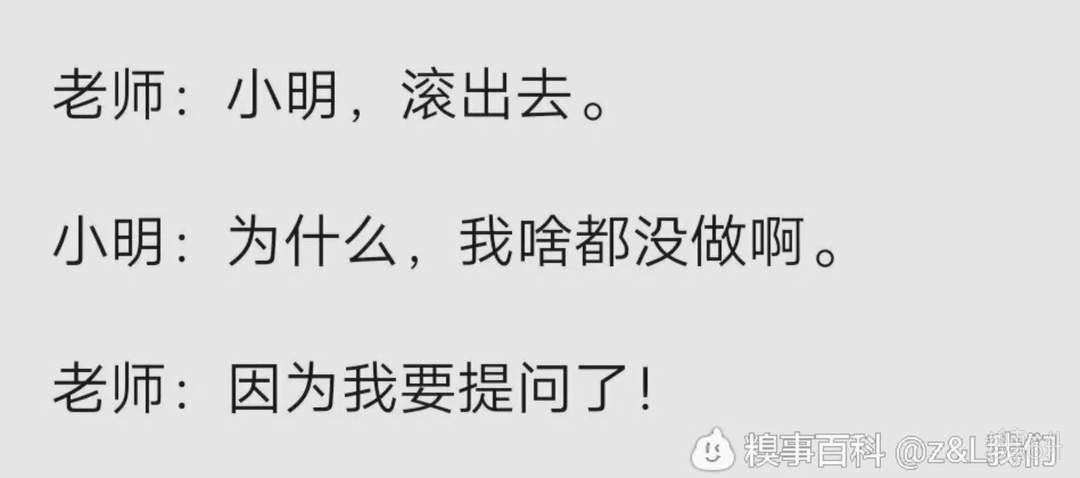 老师：小明，滚出去。
小明：为什么，我啥都没做啊。
老师：因为我要提问了！
糗事百科 @z&L我们